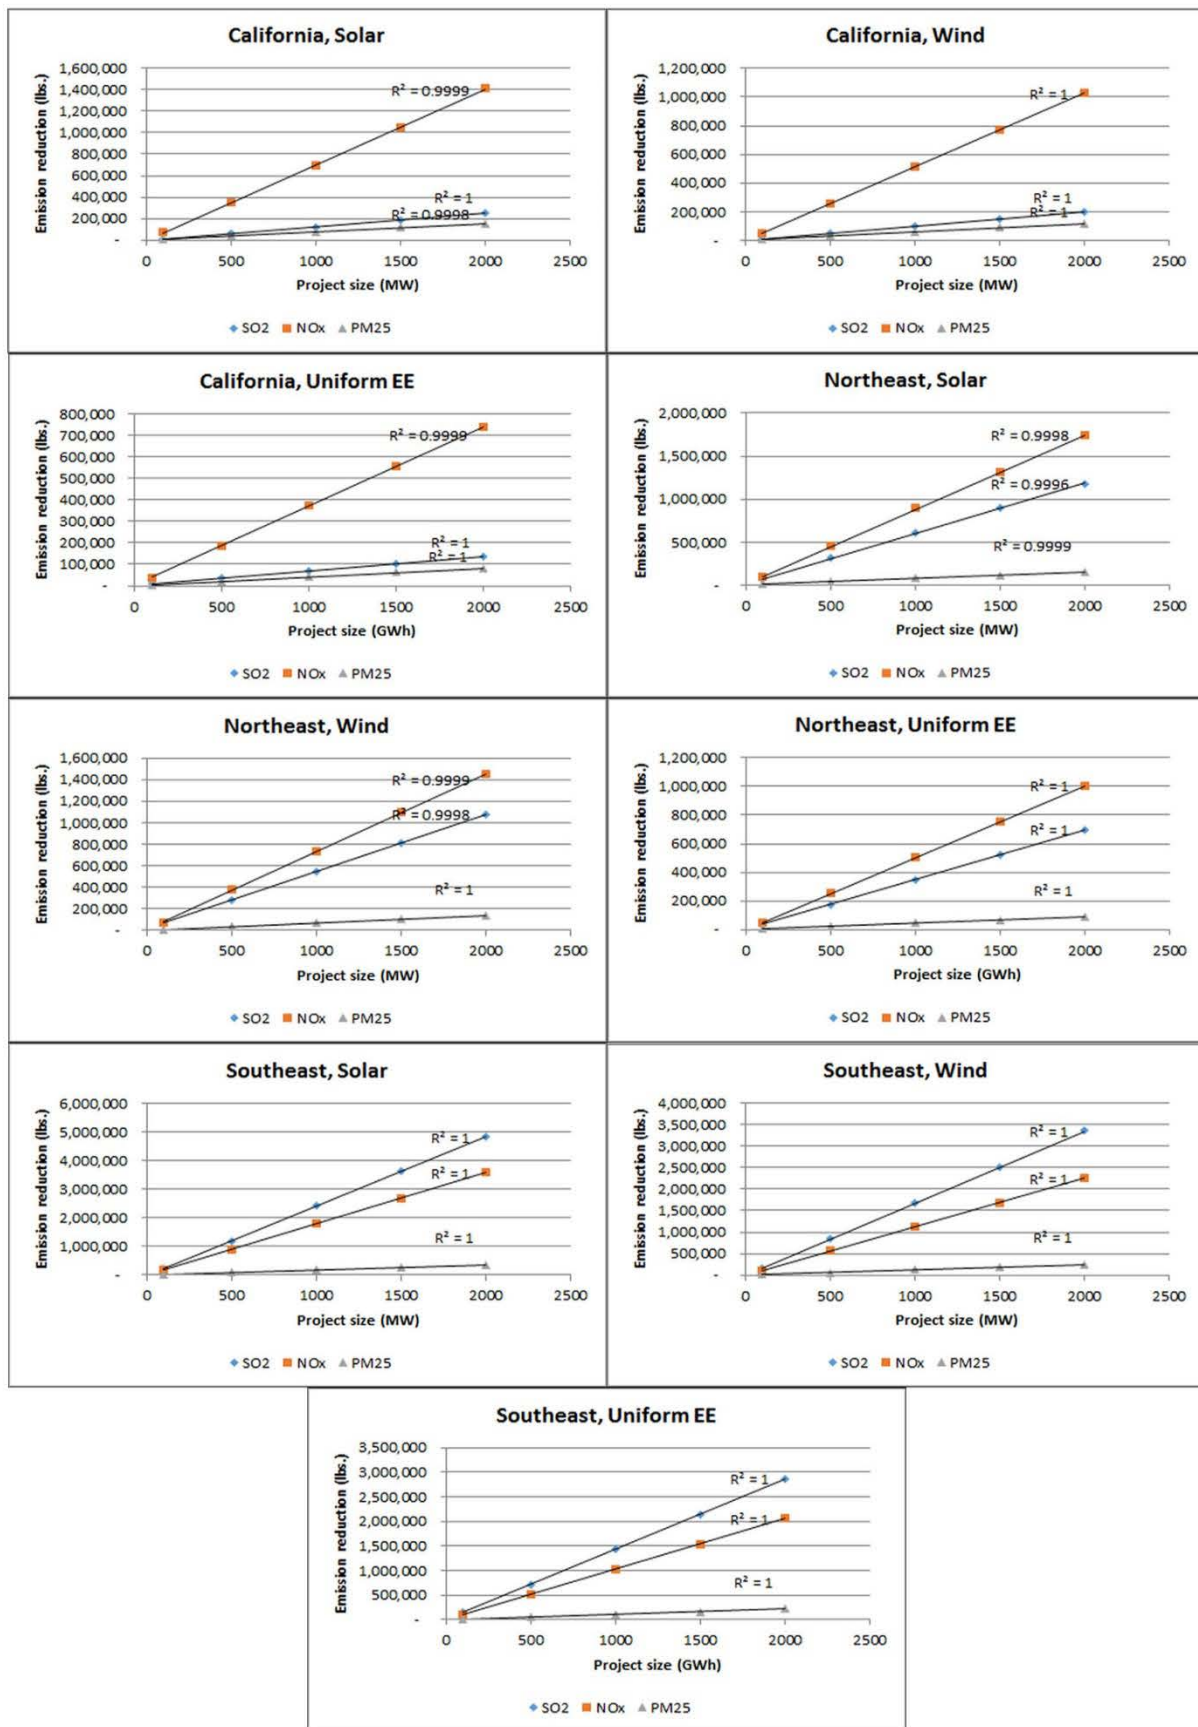 California, Solar
Emission reduction (lbs.)
1,600,000
1,400,000
1,200,000
1,000,000
800,000
600,000
400,000
200,000
-
R² = 0.9999
R² = 1
R² = 0.9998
0 500 1000 1500 2000 2500
Project size (MW)
SO2 NOx PM25
California, Wind
Emission reduction (lbs.)
1,200,000
1,000,000
800,000
600,000
400,000
200,000
-
R² = 1
R² = 1
R² = 1
0 500 1000 1500 2000 2500
Project size (MW)
SO2 NOx PM25
California, Uniform EE
Emission reduction (lbs.)
800,000
700,000
600,000
500,000
400,000
300,000
200,000
100,000
-
R² = 0.9999
R² = 1
R² = 1
0 500 1000 1500 2000 2500
Project size (GWh)
SO2 NOx PM25
Northeast, Solar
Emission reduction (lbs.)
2,000,000
1,500,000
1,000,000
500,000
-
R² = 0.9998
R² = 0.9996
R² = 0.9999
0 500 1000 1500 2000 2500
Project size (MW)
SO2 NOx PM25
Northeast, Wind
Emission reduction (lbs.)
1,600,000
1,400,000
1,200,000
1,000,000
800,000
600,000
400,000
200,000
-
R² = 0.9999
R² = 0.9998
R² = 1
0 500 1000 1500 2000 2500
Project size (MW)
SO2 NOx PM25
Northeast, Uniform EE
Emission reduction (lbs.)
1,200,000
1,000,000
800,000
600,000
400,000
200,000
-
R² = 1
R² = 1
R² = 1
0 500 1000 1500 2000 2500
Project size (GWh)
SO2 NOx PM25
Southeast, Solar
Emission reduction (lbs.)
6,000,000
5,000,000
4,000,000
3,000,000
2,000,000
1,000,000
-
R² = 1
R² = 1
R² = 1
0 500 1000 1500 2000 2500
Project size (MW)
SO2 NOx PM25
Southeast, Wind
Emission reduction (lbs.)
4,000,000
3,500,000
3,000,000
2,500,000
2,000,000
1,500,000
1,000,000
500,000
-
R² = 1
R² = 1
R² = 1
0 500 1000 1500 2000 2500
Project size (MW)
SO2 NOx PM25
Southeast, Uniform EE
Emission reduction (lbs.)
3,500,000
3,000,000
2,500,000
2,000,000
1,500,000
1,000,000
500,000
-
R² = 1
R² = 1
R² = 1
0 500 1000 1500 2000 2500
Project size (GWh)
SO2 NOx PM25